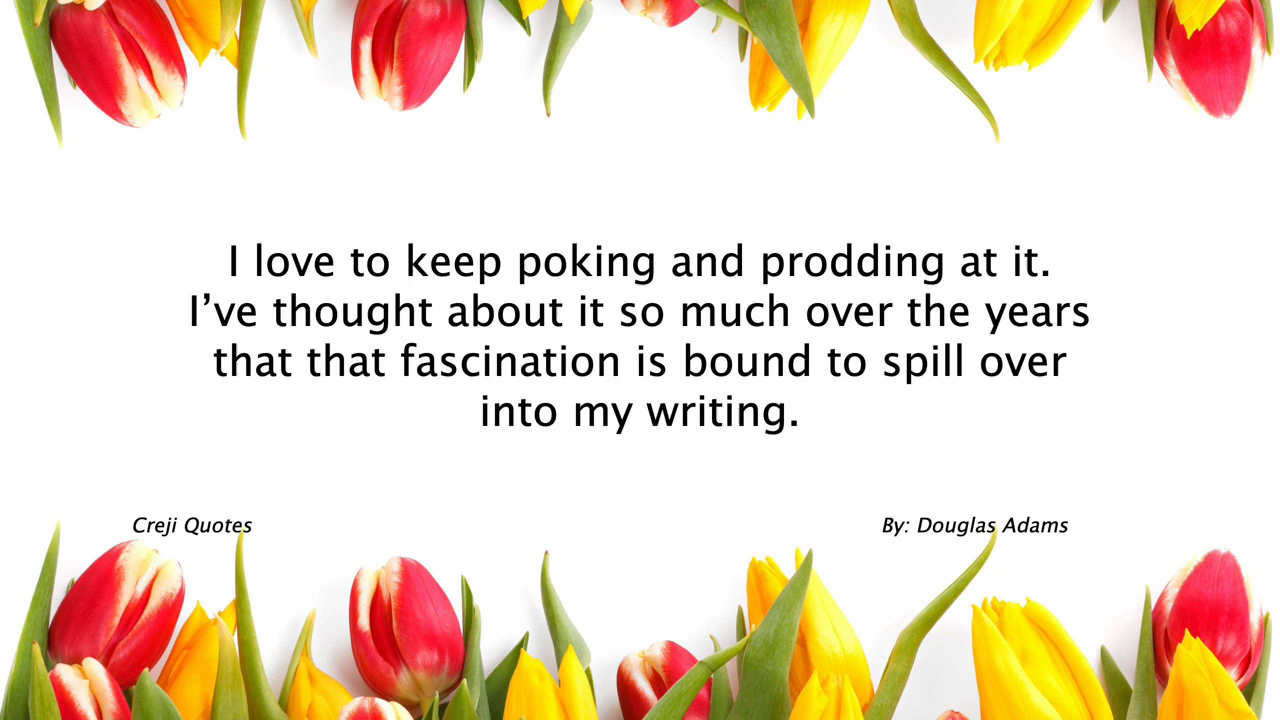 I love to keep poking and prodding at it.
I’ve thought about it so much over the years
that that fascination is bound to spill over
into my writing.
Creji Quotes
By: Douglas Adams